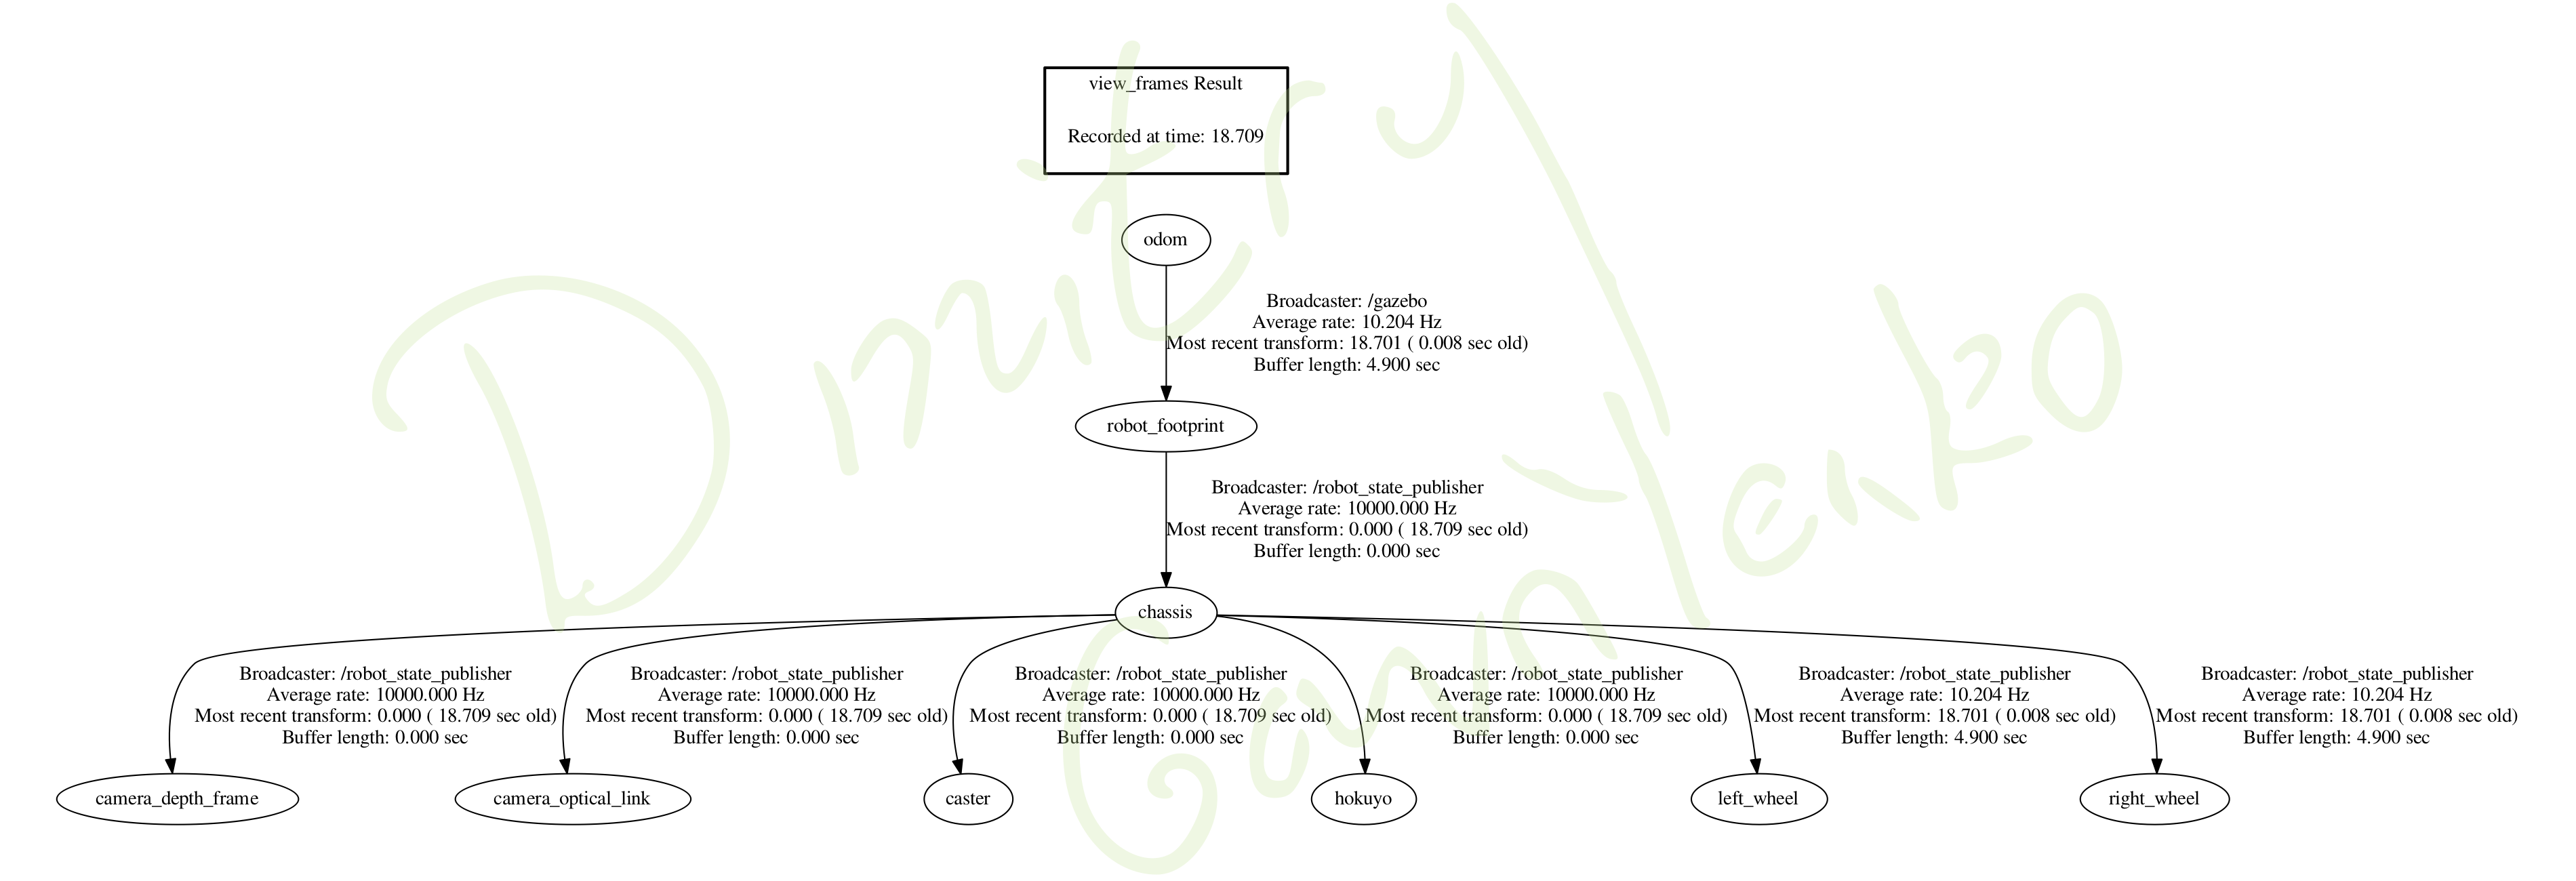 view_frames Result
Recorded at time: 18.709
odom
Broadcaster: /gazebo
Average rate: 10.204 Hz
Most recent transform: 18.701 ( 0.008 sec old)
Buffer length: 4.900 sec
robot_footprint
Broadcaster: /robot_state_publisher
Average rate: 10000.000 Hz
Most recent transform: 0.000 ( 18.709 sec old)
Buffer length: 0.000 sec
chassis
Broadcaster: /robot_state_publisher
Average rate: 10000.000 Hz
Most recent transform: 0.000 ( 18.709 sec old)
Buffer length: 0.000 sec
Broadcaster: /robot_state_publisher
Average rate: 10000.000 Hz
Most recent transform: 0.000 ( 18.709 sec old)
Buffer length: 0.000 sec
Broadcaster: /robot_state_publisher
Average rate: 10000.000 Hz
Most recent transform: 0.000 ( 18.709 sec old)
Buffer length: 0.000 sec
Broadcaster: /robot_state_publisher
Average rate: 10000.000 Hz
Most recent transform: 0.000 ( 18.709 sec old)
Buffer length: 0.000 sec
Broadcaster: /robot_state_publisher
Average rate: 10.204 Hz
Most recent transform: 18.701 ( 0.008 sec old)
Buffer length: 4.900 sec
Broadcaster: /robot_state_publisher
Average rate: 10.204 Hz
Most recent transform: 18.701 ( 0.008 sec old)
Buffer length: 4.900 sec
camera_depth_frame
camera_optical_link
caster
hokuyo
left_wheel
right_wheel
Dmitry